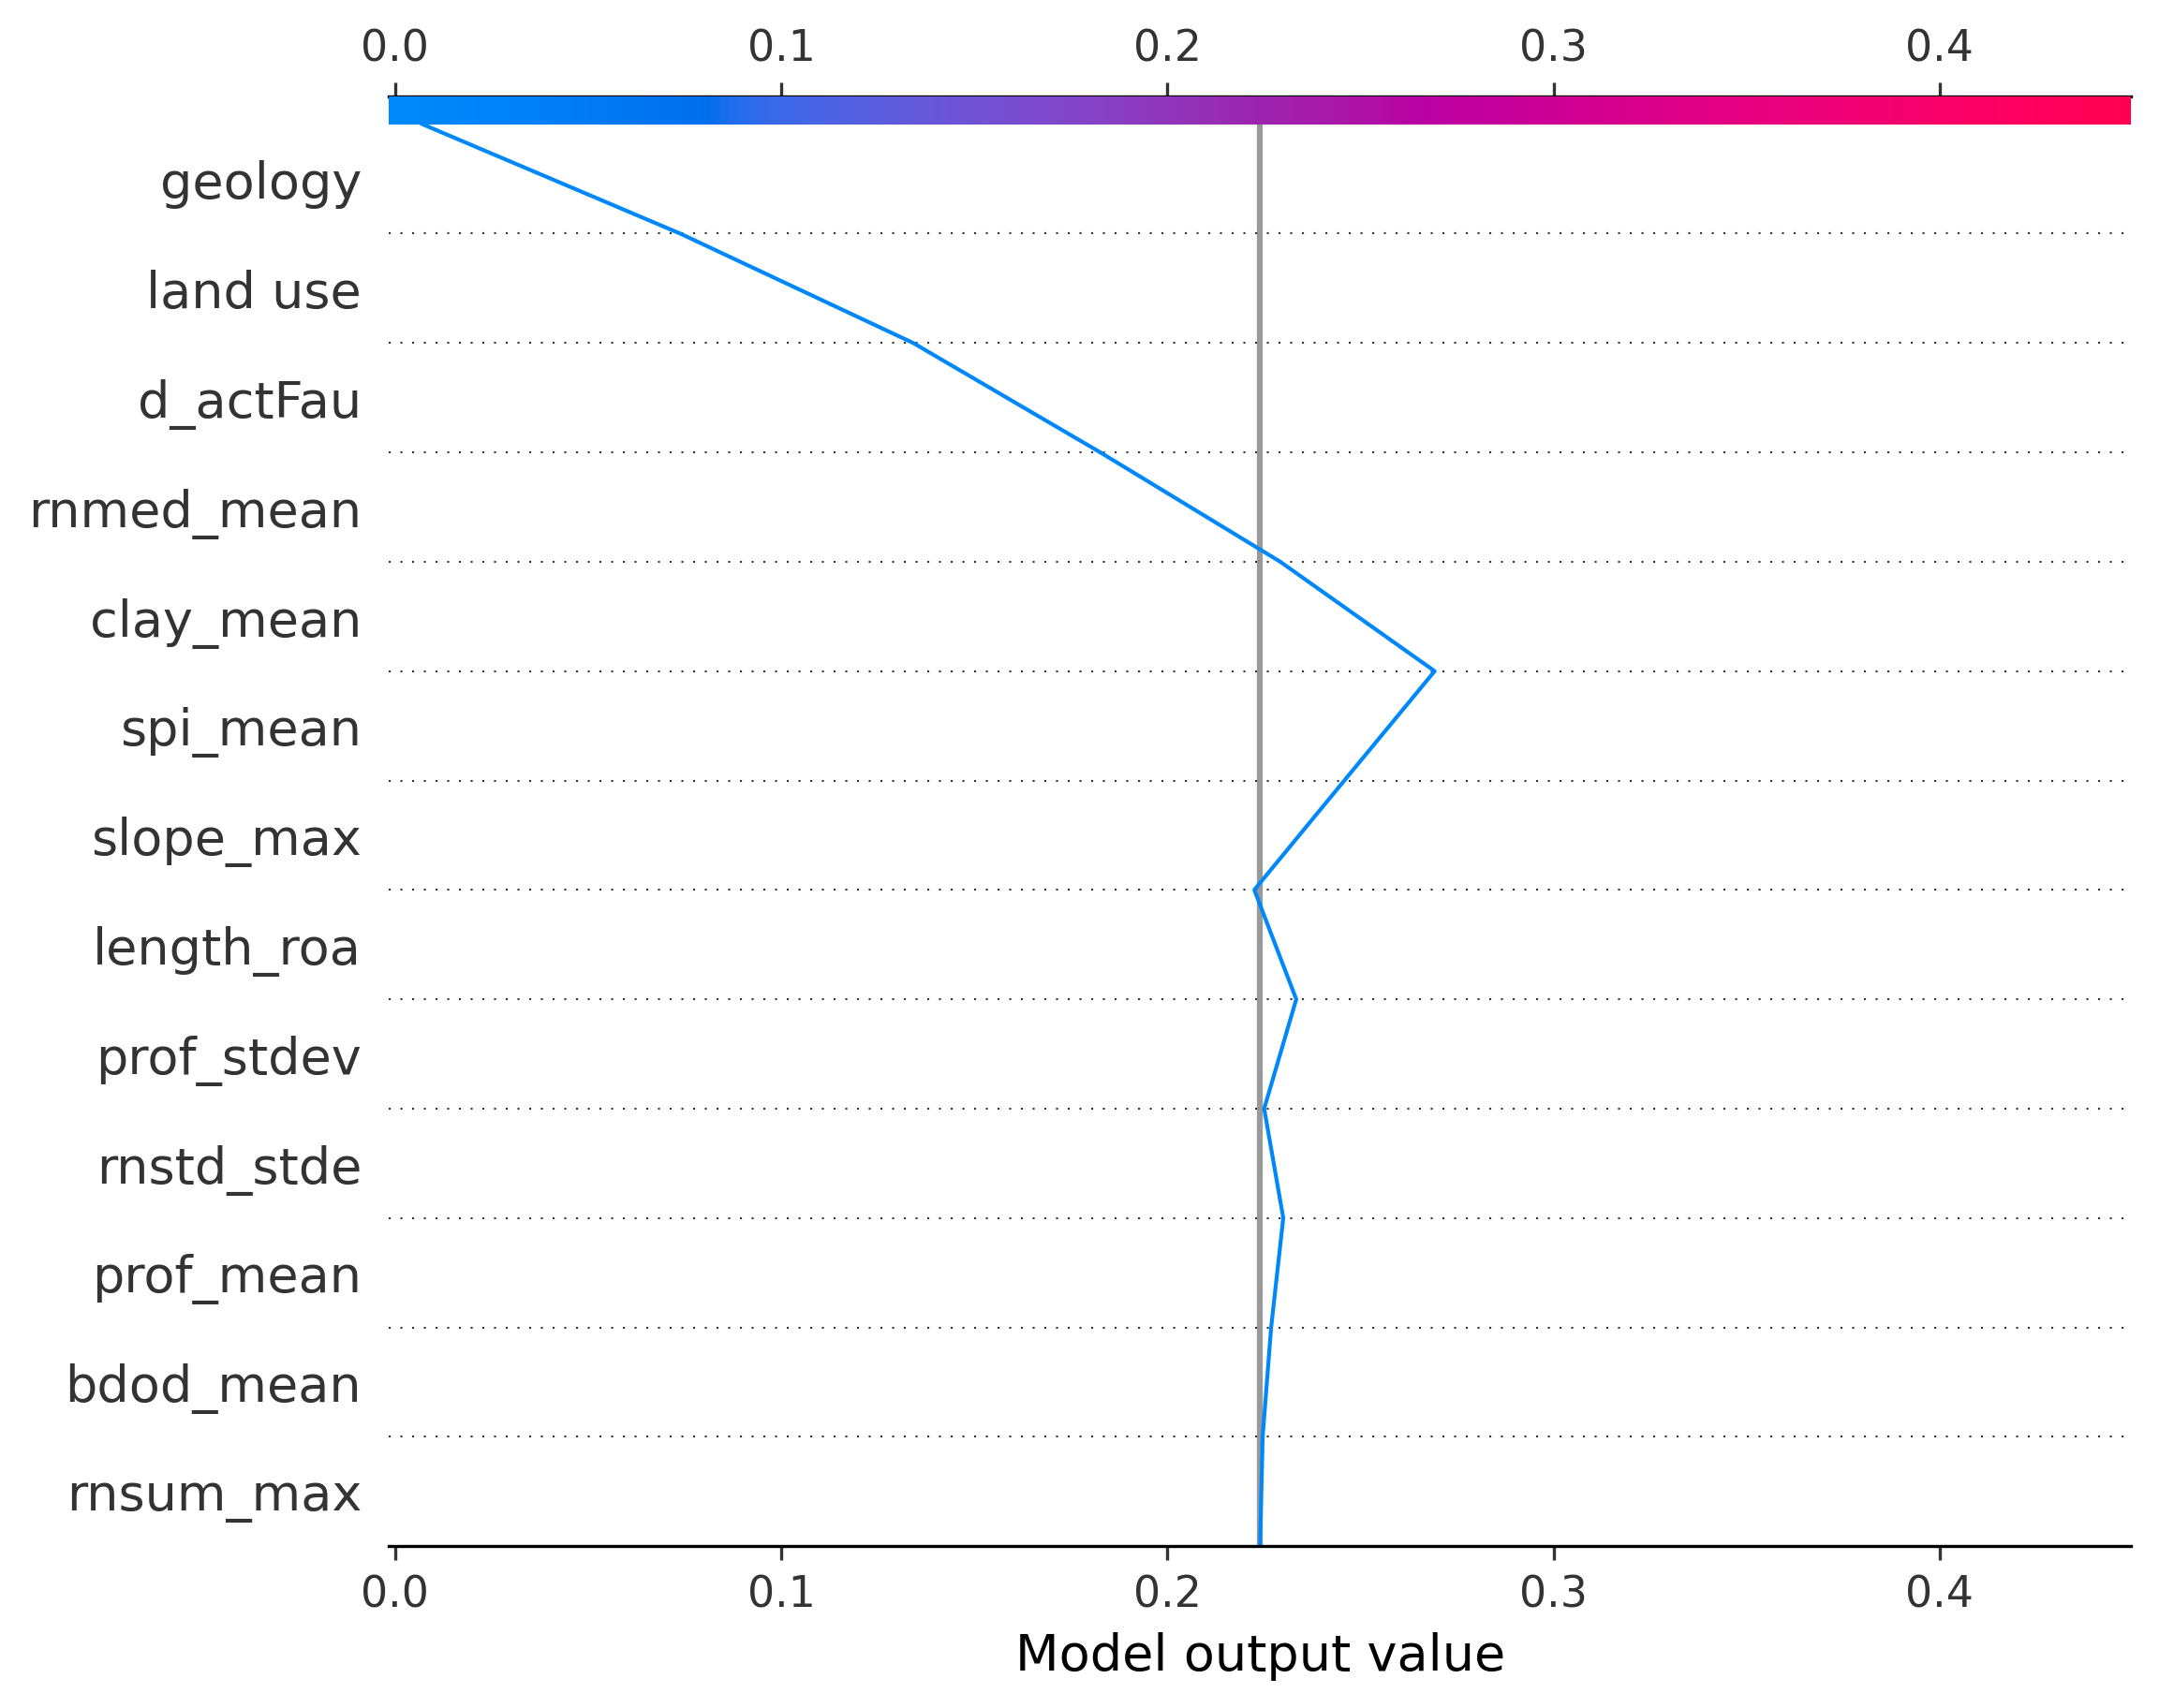 0.0 0.1 0.2 0.3 0.4
geology
land use
d_actFau
rnmed_mean
clay_mean
spi_mean
slope_max
length_roa
prof_stdev
rnstd_stde
prof_mean
bdod_mean
rnsum_max
0.0 0.1 0.2 0.3 0.4
Model output value